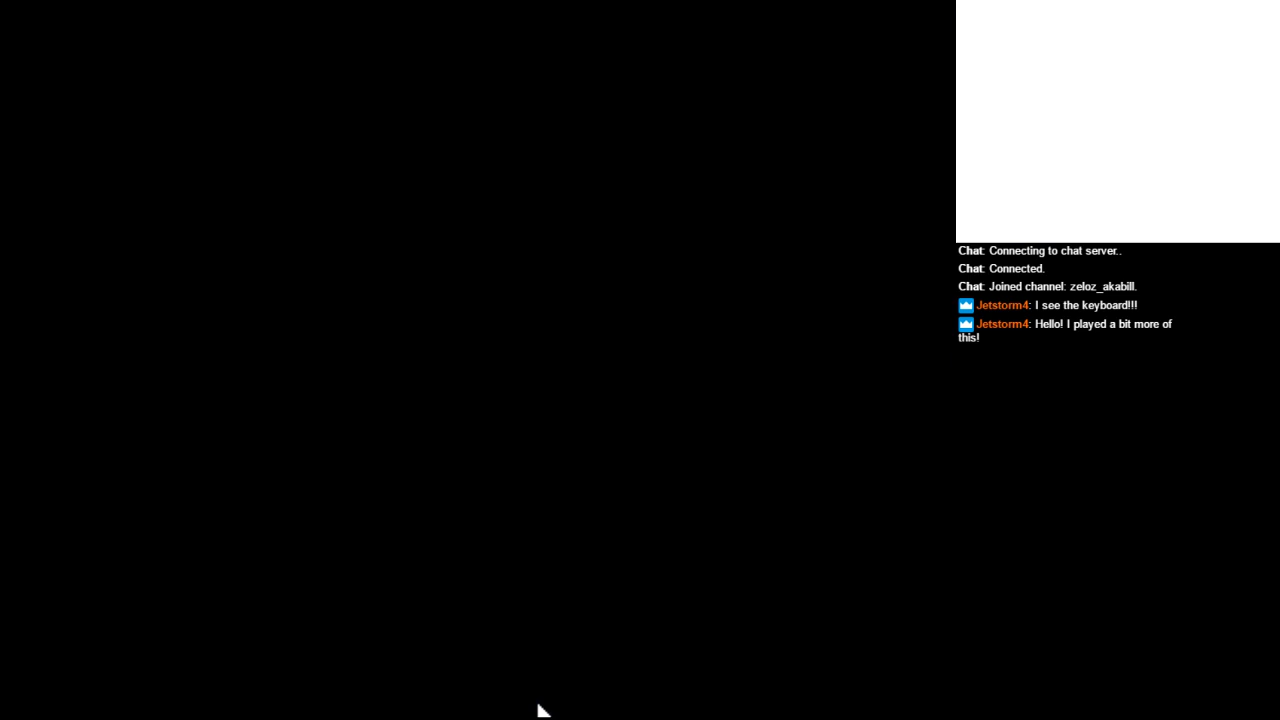 Chat: Connecting to chat server..
Chat: Connected.
Chat: Joined channel: zeloz_akabill.
Jetstorm4: I see the keyboard!!!
Jetstorm4: Hello! I played a bit more of
this!